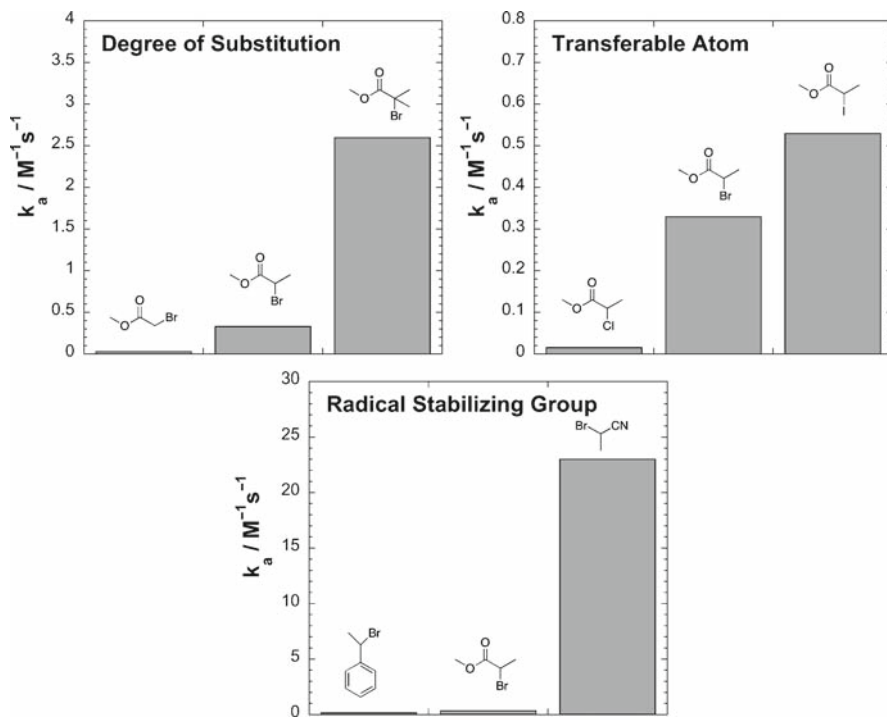 Degree of Substitution
k a / M−1s−1
4
3.5
3
2.5
2
1.5
1
0.5
0
O
O
Br
O
O
Br
O
O
Br
Transferable Atom
k a / M−1s−1
0.8
0.7
0.6
0.5
0.4
0.3
0.2
0.1
0
O
O
Cl
O
O
Br
O
O
I
Radical Stabilizing Group
k a / M−1s−1
30
25
20
15
10
5
0
Br
O
O
Br
Br CN